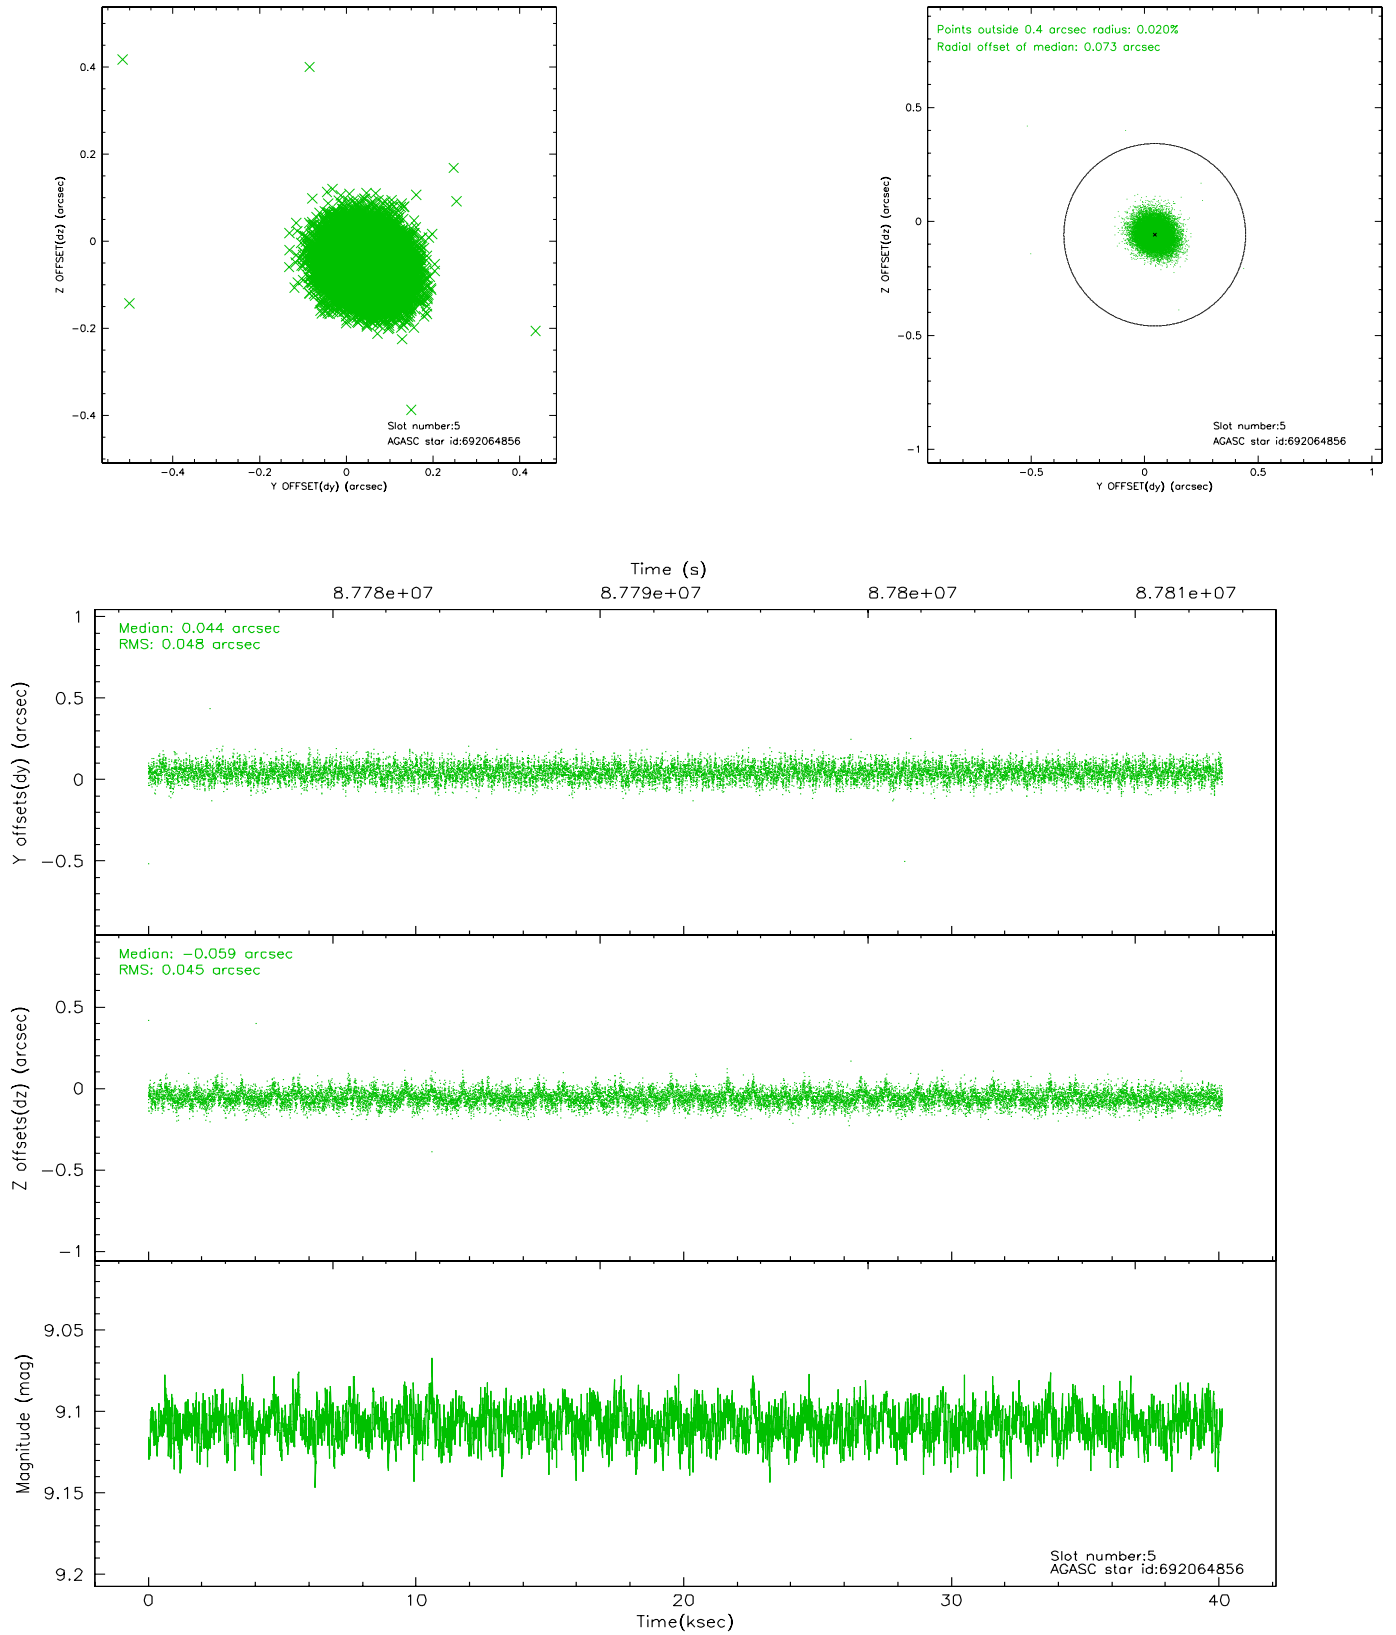 0.4
0.2
0
−0.2
−0.4
Z OFFSET(dz) (arcsec)
−0.4 −0.2 0 0.2 0.4
Y OFFSET(dy) (arcsec)
Slot number:5
AGASC star id:692064856
Points outside 0.4 arcsec radius: 0.020%
Radial offset of median: 0.073 arcsec
0.5
0
−0.5
−1
Z OFFSET(dz) (arcsec)
−0.5 0 0.5 1
Y OFFSET(dy) (arcsec)
Slot number:5
AGASC star id:692064856
Time (s)
8.778e+07 8.779e+07 8.78e+07 8.781e+07
Median: 0.044 arcsec
RMS: 0.048 arcsec
1
0.5
0
−0.5
Y offsets(dy) (arcsec)
Median: −0.059 arcsec
RMS: 0.045 arcsec
0.5
0
−0.5
−1
Z offsets(dz) (arcsec)
9.05
9.1
9.15
9.2
Magnitude (mag)
Slot number:5
AGASC star id:692064856
0 10 20 30 40
Time(ksec)